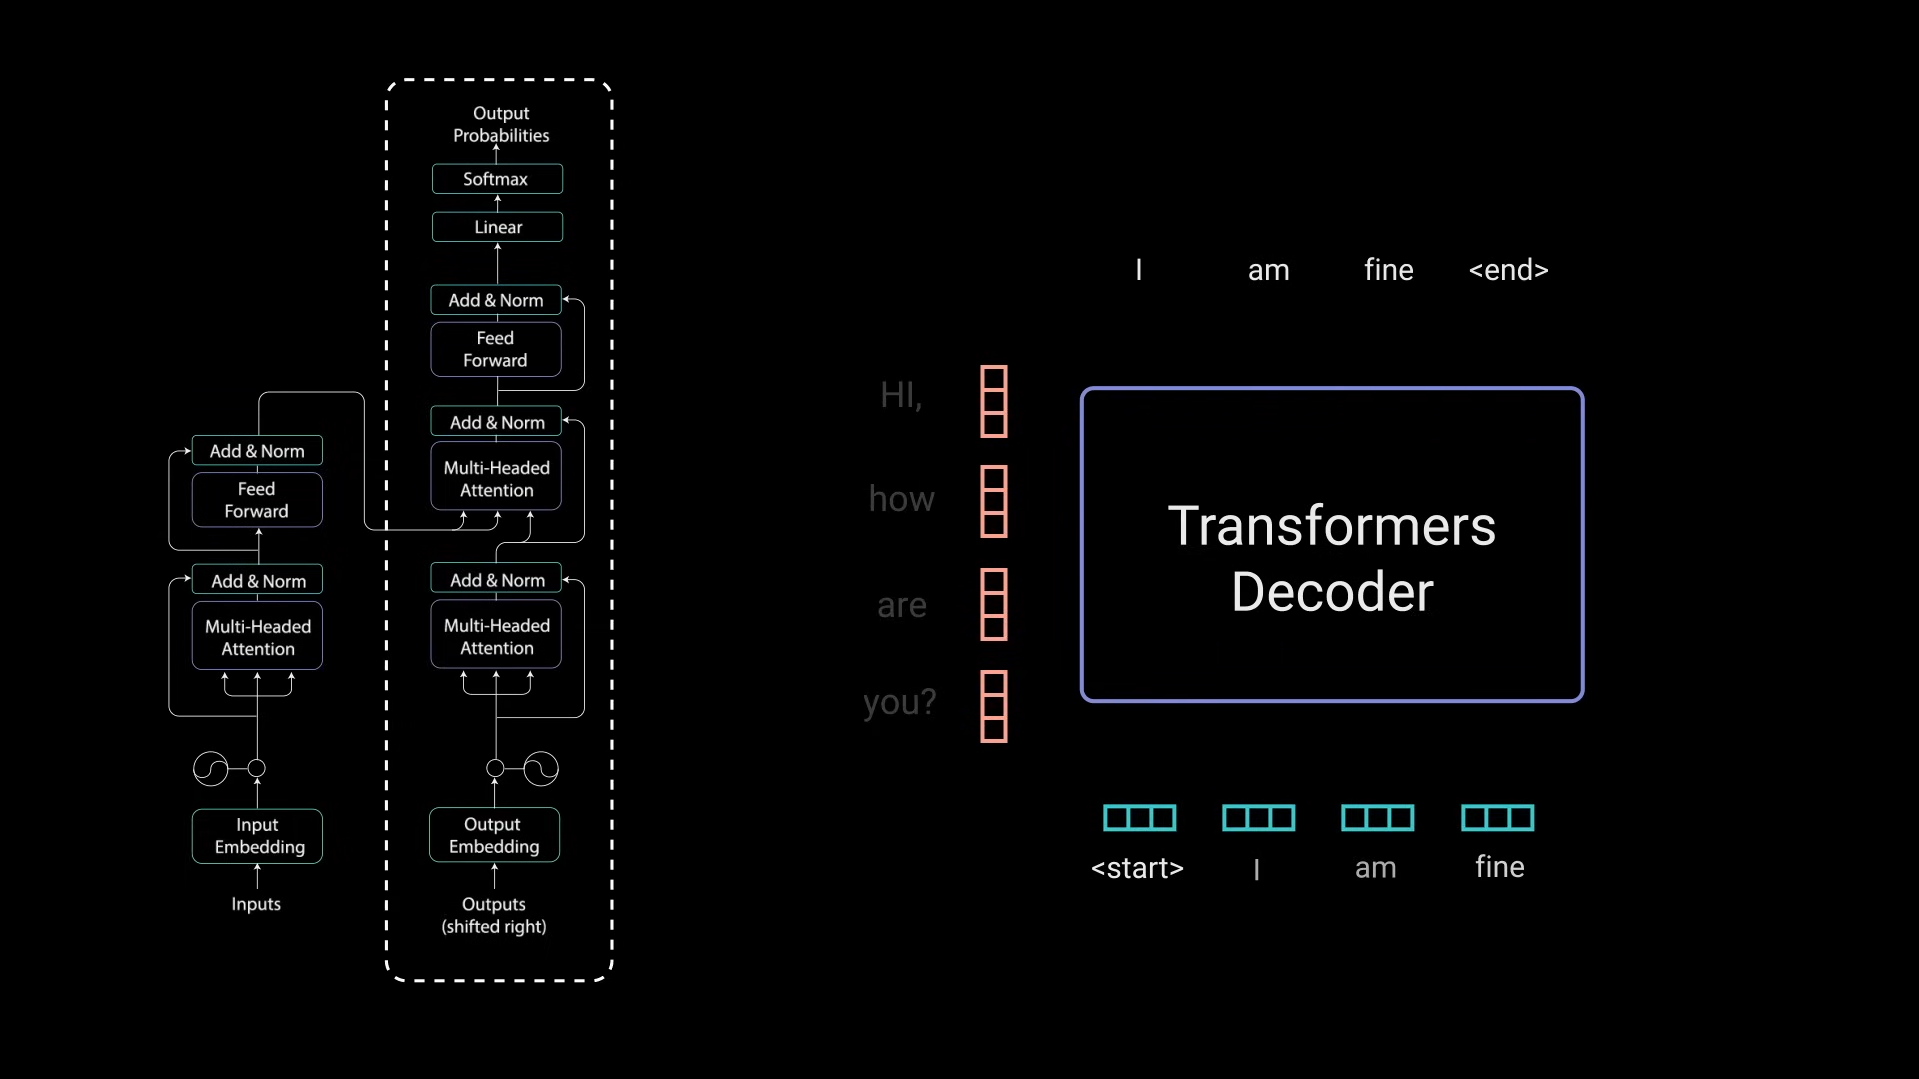 Output
Probabilities
Softmax
Linear
Add & Norm
Feed
Forward
Add & Norm
Multi-Headed
Attention
Add & Norm
Multi-Headed
Attention
Output
Embedding
Outputs
(shifted right)
Add & Norm
Feed
Forward
Add & Norm
Multi-Headed
Attention
Input
Embedding
Inputs
I am fine <end>
HI,
how
are
you?
Transformers
Decoder
<start> I am fine